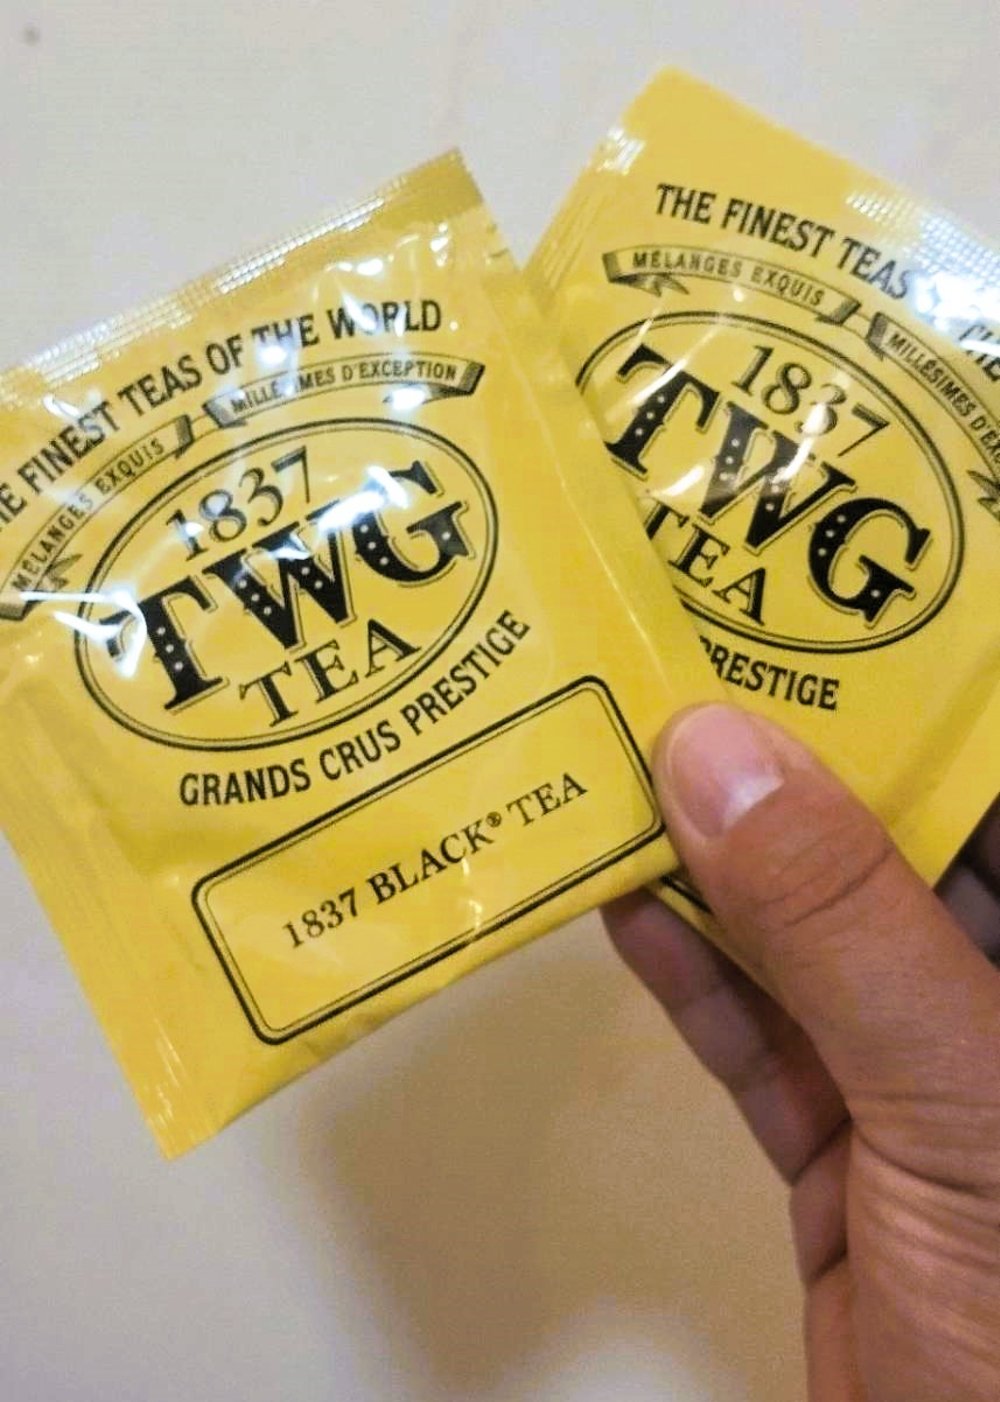 THE FINEST TEAS OF THE WORLD
MÉLANGES EXQUIS MILLÉSIMES D'EXCEPTION
1837
TWG
TEA
GRANDS CRUS PRESTIGE
1837 BLACK® TEA
THE FINEST TEAS
MÉLANGES EXQUIS MILLÉSIMES
1837
TWG
TEA
PRESTIGE